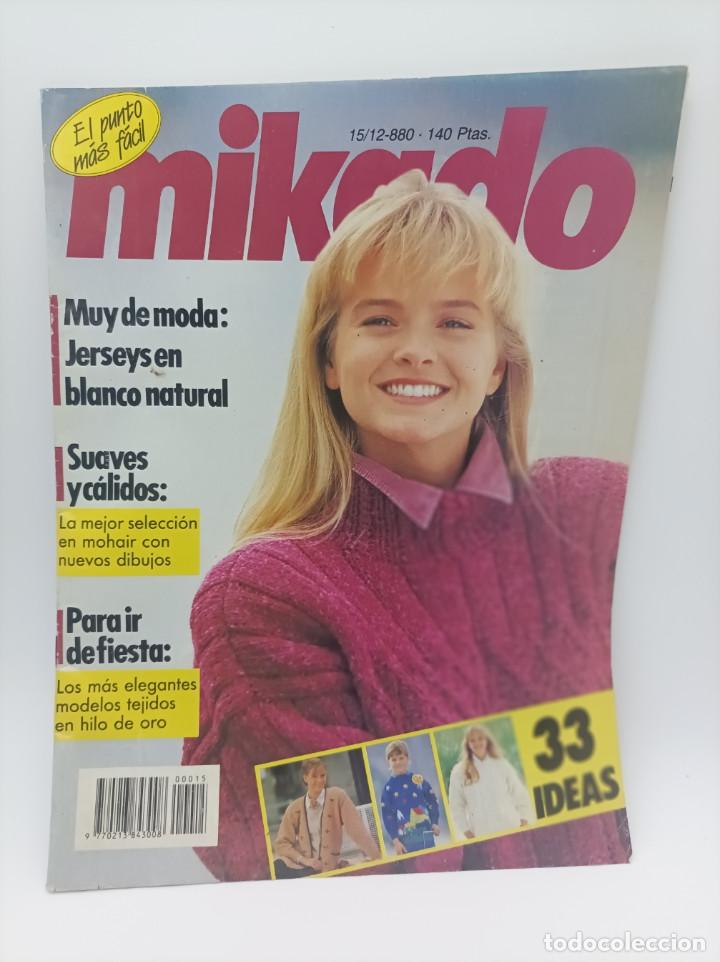 El punto
más fácil
15/12-880 · 140 Ptas.
mikado
Muy de moda:
Jerseys en
blanco natural
Suaves
y cálidos:
La mejor selección
en mohair con
nuevos dibujos
Para ir
de fiesta:
Los más elegantes
modelos tejidos
en hilo de oro
33
IDEAS
00015
9 770213 843008
todocoleccion
todocoleccion.net